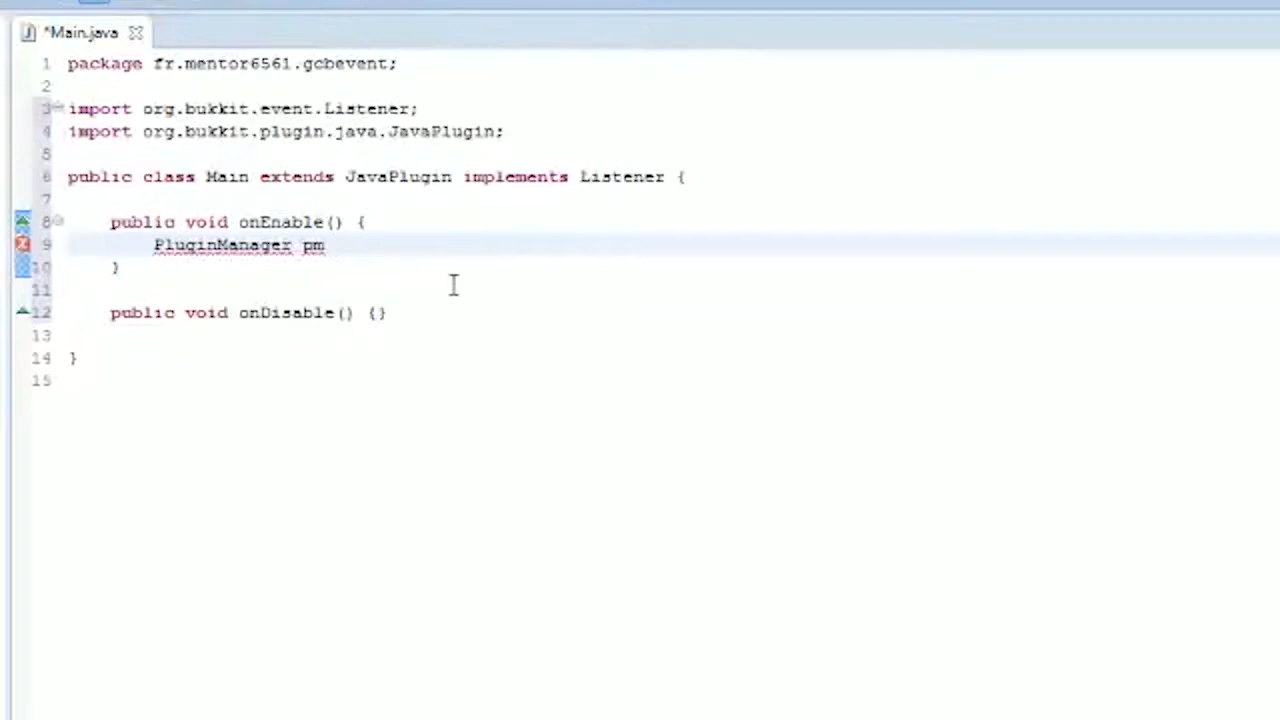 *Main.java
1 package fr.mentor6561.gcbevent;
2
3 import org.bukkit.event.Listener;
4 import org.bukkit.plugin.java.JavaPlugin;
5
6 public class Main extends JavaPlugin implements Listener {
7
8 public void onEnable() {
9 PluginManager pm
10 }
11
12 public void onDisable() {}
13
14 }
15